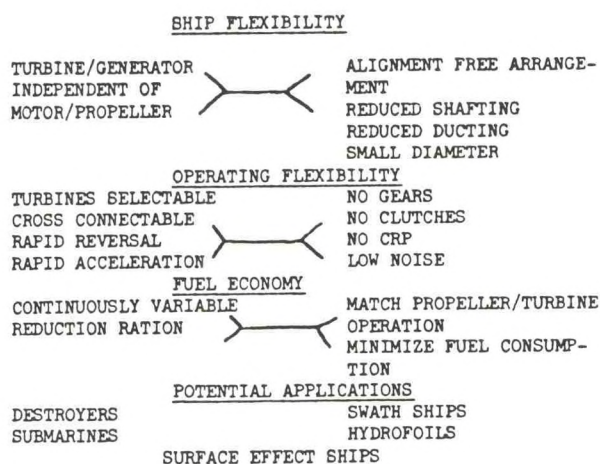 SHIP FLEXIBILITY
TURBINE/GENERATOR
INDEPENDENT OF
MOTOR/PROPELLER
ALIGNMENT FREE ARRANGE-
MENT
REDUCED SHAFTING
REDUCED DUCTING
SMALL DIAMETER
OPERATING FLEXIBILITY
TURBINES SELECTABLE
CROSS CONNECTABLE
RAPID REVERSAL
RAPID ACCELERATION
NO GEARS
NO CLUTCHES
NO CRP
LOW NOISE
FUEL ECONOMY
CONTINUOUSLY VARIABLE
REDUCTION RATION
MATCH PROPELLER/TURBINE
OPERATION
MINIMIZE FUEL CONSUMP-
TION
POTENTIAL APPLICATIONS
DESTROYERS
SUBMARINES
SWATH SHIPS
HYDROFOILS
SURFACE EFFECT SHIPS